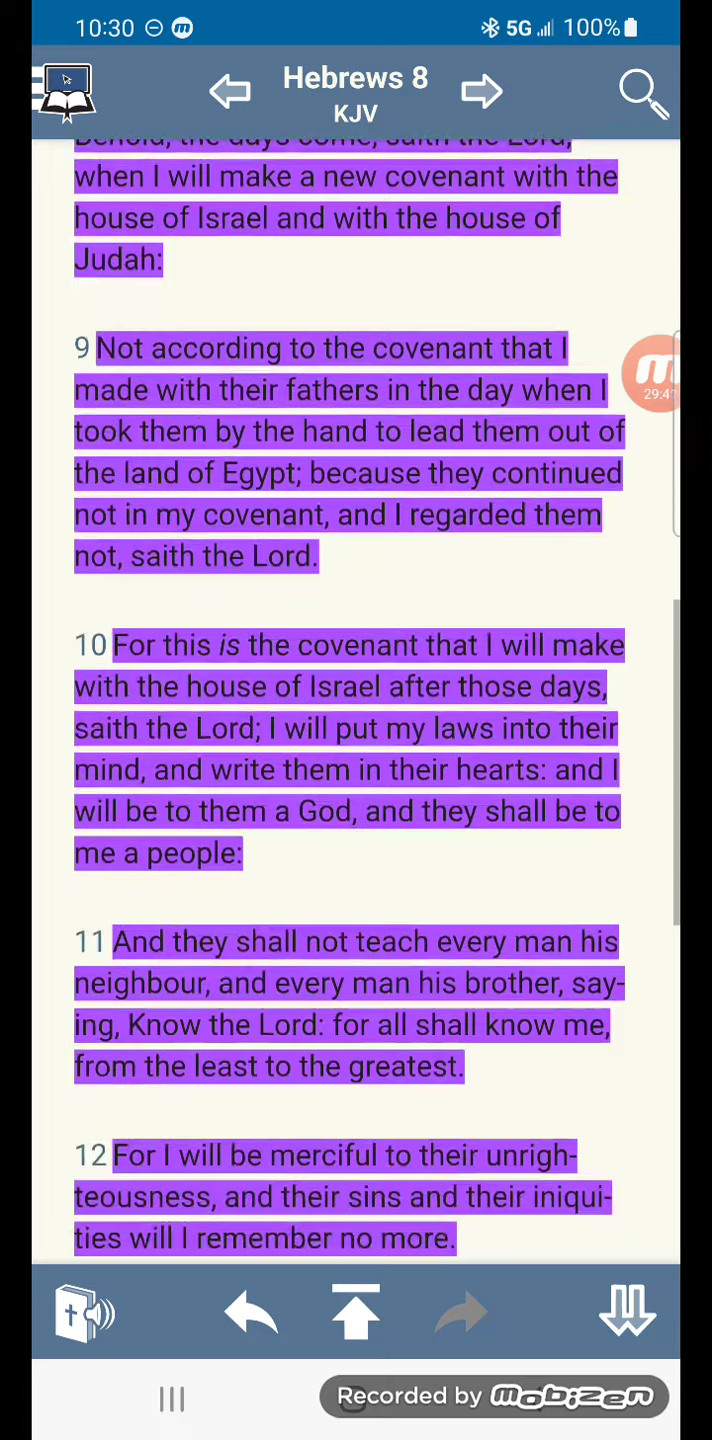 10:30
5G 100%
Hebrews 8
KJV
Behold, the days come, saith the Lord,
when I will make a new covenant with the
house of Israel and with the house of
Judah:
9 Not according to the covenant that I
made with their fathers in the day when I
took them by the hand to lead them out of
the land of Egypt; because they continued
not in my covenant, and I regarded them
not, saith the Lord.
10 For this is the covenant that I will make
with the house of Israel after those days,
saith the Lord; I will put my laws into their
mind, and write them in their hearts: and I
will be to them a God, and they shall be to
me a people:
11 And they shall not teach every man his
neighbour, and every man his brother, say-
ing, Know the Lord: for all shall know me,
from the least to the greatest.
12 For I will be merciful to their unrigh-
teousness, and their sins and their iniqui-
ties will I remember no more.
Recorded by mobizen